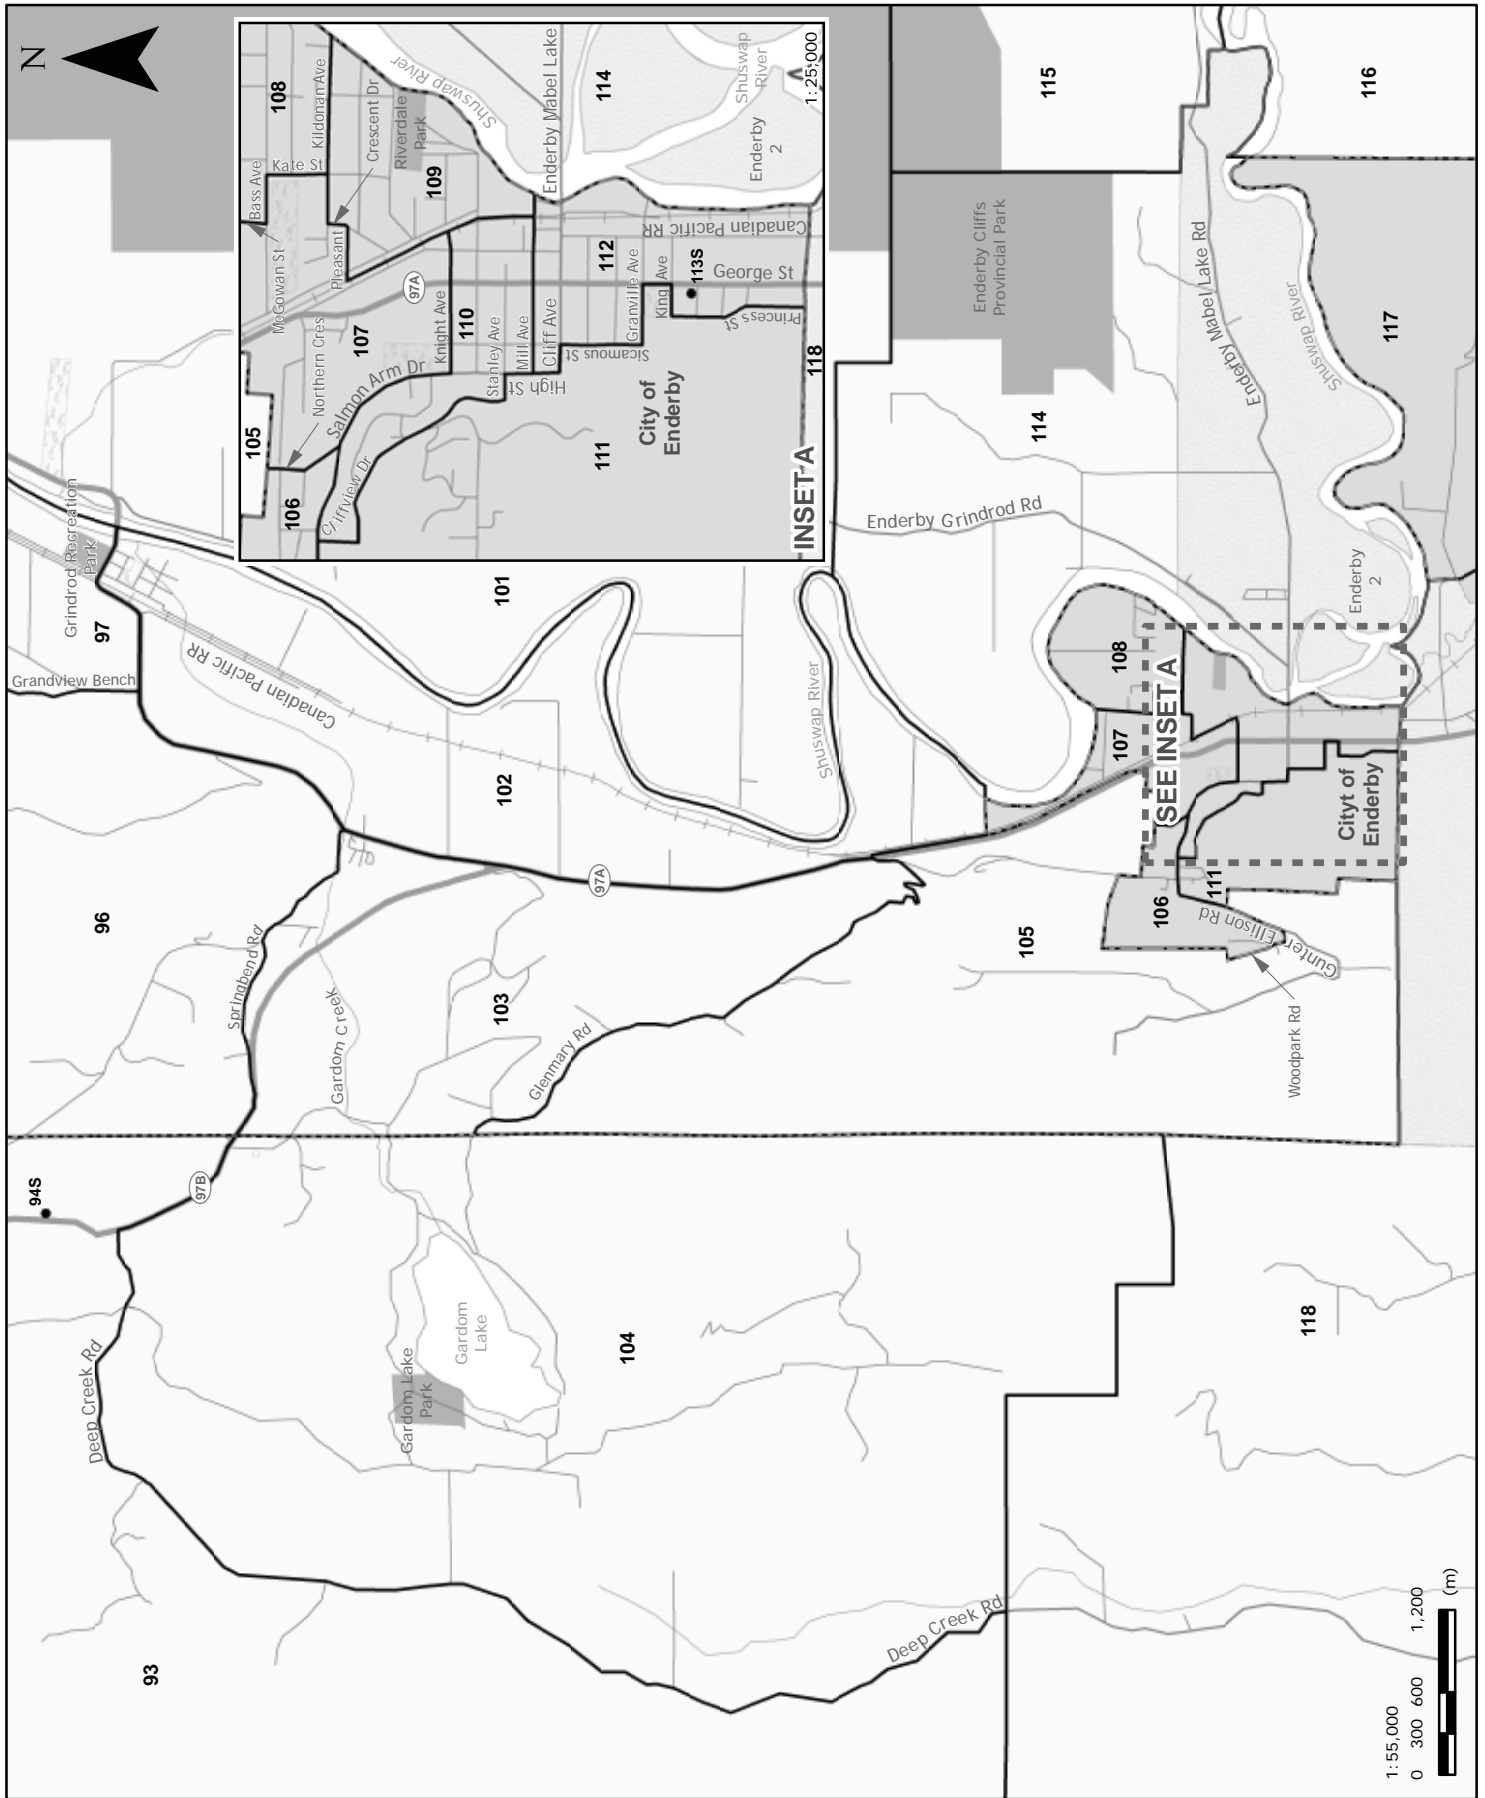 N
94S
93
96
97
Grindrod Recreation
Park
Grandview Bench
Canadian Pacific RR
Deep Creek Rd
97B
Springbend Rd
Gardom Creek
Gardom Lake
Park
Gardom
Lake
103
Glenmary Rd
102
97A
101
104
Shuswap River
105
Deep Creek Rd
Enderby Grindrod Rd
114
Enderby Cliffs
Provincial Park
115
116
117
118
106
107
108
111
SEE INSET A
Cityt of
Enderby
Gunter Ellison Rd
Woodpark Rd
Enderby Mabel Lake Rd
Shuswap River
Enderby
2
1:55,000
0 300 600 1,200
(m)
105
106
107
108
Bass Ave
Kate St
Kildonan Ave
McGowan St
Pleasant
Crescent Dr
Riverdale
Park
109
Northern Cres
Salmon Arm Dr
Cliffview Dr
97A
Knight Ave
110
Stanley Ave
Mill Ave
Cliff Ave
High St
Sicamous St
Enderby Mabel Lake
Shuswap River
114
111
City of
Enderby
112
Granville Ave
King Ave
113S
George St
Princess St
Canadian Pacific RR
Enderby
2
Shuswap
River
118
INSET A
1:25,000